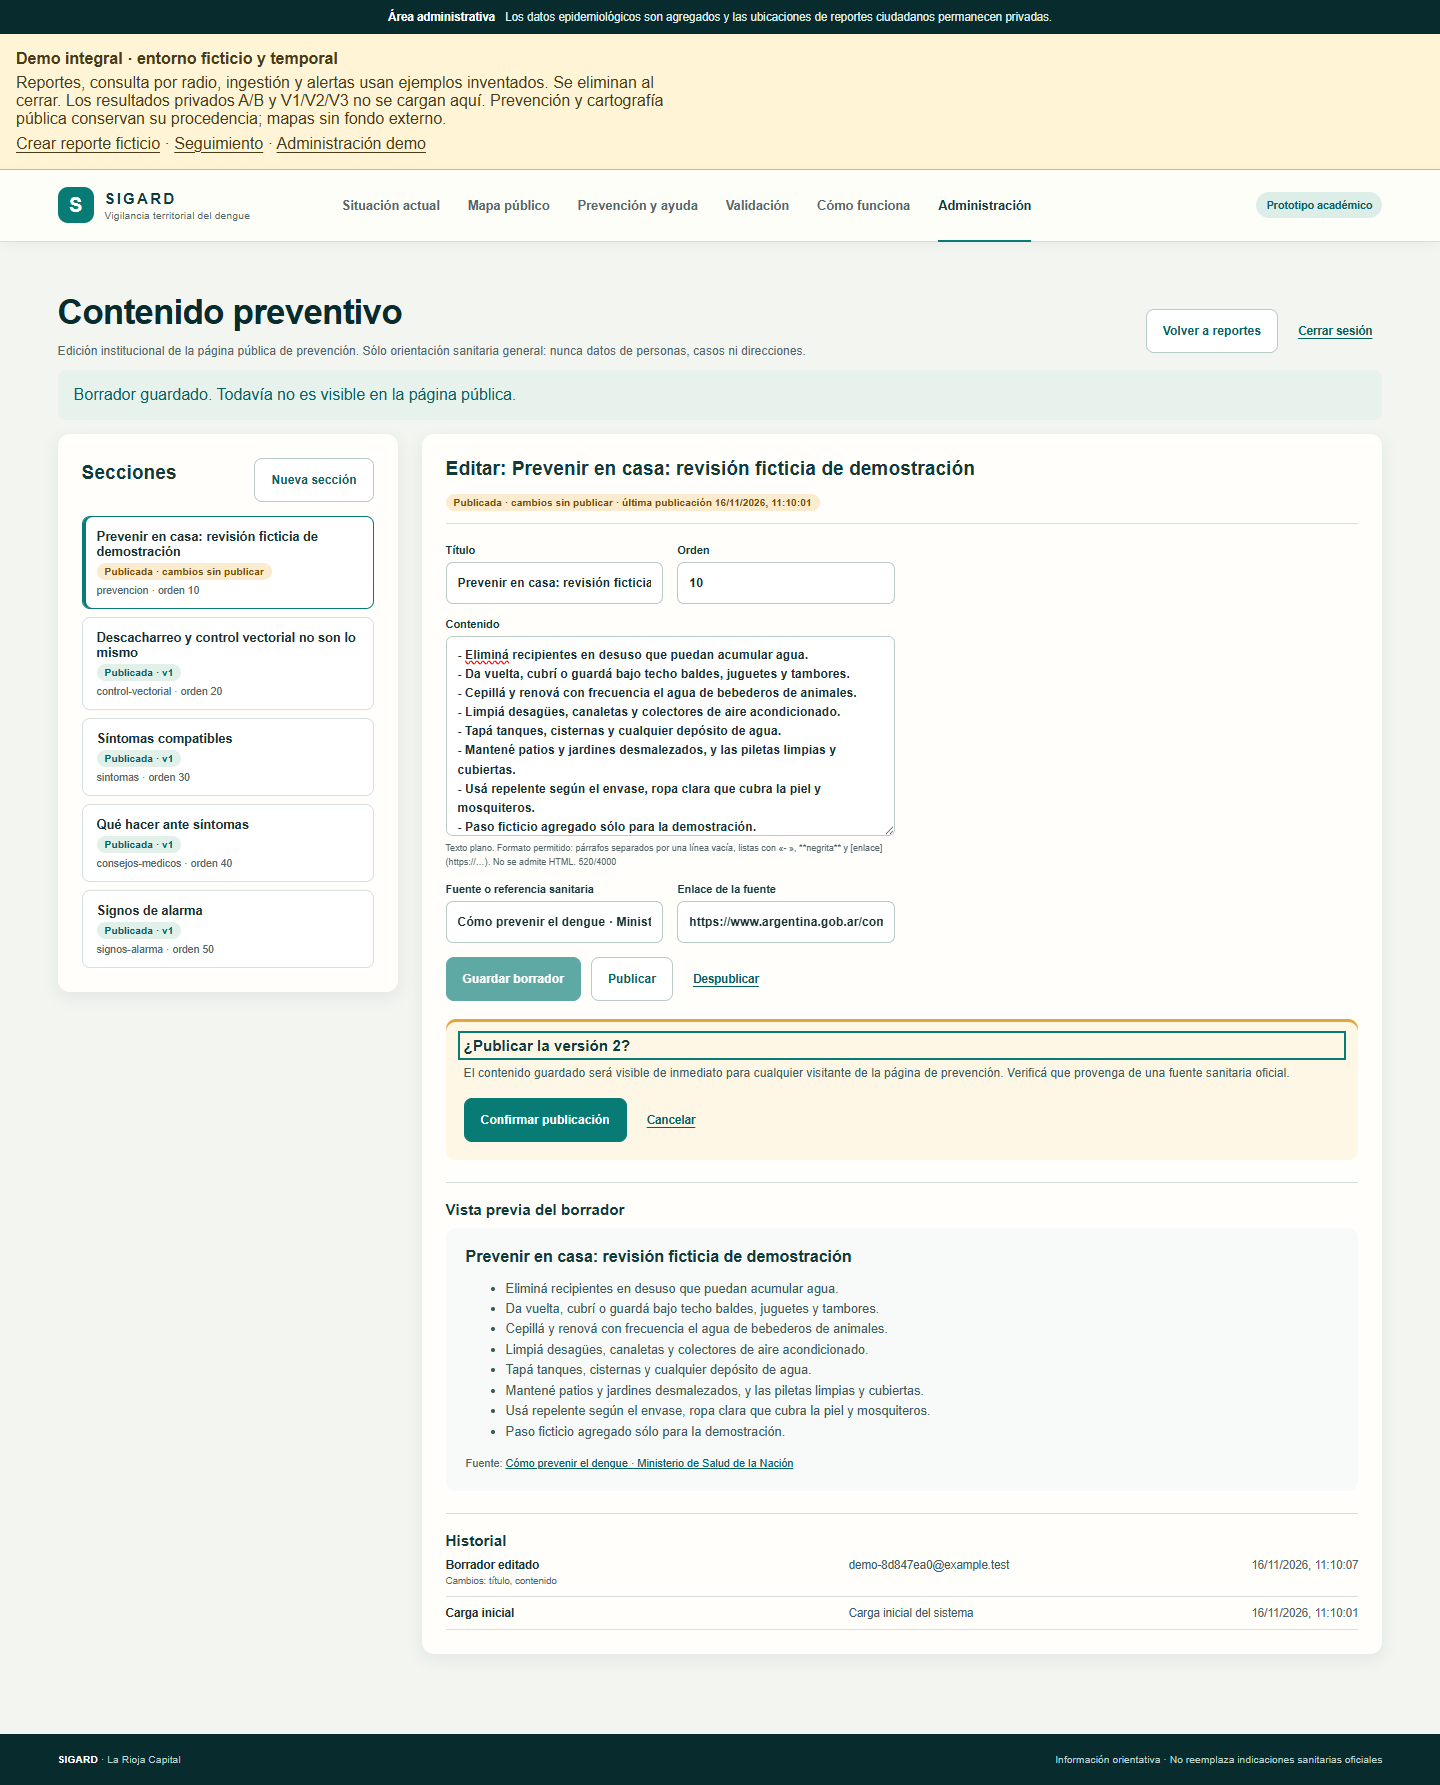 Área administrativa Los datos epidemiológicos son agregados y las ubicaciones de reportes ciudadanos permanecen privadas.
Demo integral · entorno ficticio y temporal
Reportes, consulta por radio, ingestión y alertas usan ejemplos inventados. Se eliminan al
cerrar. Los resultados privados A/B y V1/V2/V3 no se cargan aquí. Prevención y cartografía
pública conservan su procedencia; mapas sin fondo externo.
Crear reporte ficticio · Seguimiento · Administración demo
S
SIGARD
Vigilancia territorial del dengue
Situación actual
Mapa público
Prevención y ayuda
Validación
Cómo funciona
Administración
Prototipo académico
Contenido preventivo
Edición institucional de la página pública de prevención. Sólo orientación sanitaria general: nunca datos de personas, casos ni direcciones.
Volver a reportes
Cerrar sesión
Borrador guardado. Todavía no es visible en la página pública.
Secciones
Nueva sección
Prevenir en casa: revisión ficticia de
demostración
Publicada · cambios sin publicar
prevencion · orden 10
Descacharreo y control vectorial no son lo
mismo
Publicada · v1
control-vectorial · orden 20
Síntomas compatibles
Publicada · v1
sintomas · orden 30
Qué hacer ante síntomas
Publicada · v1
consejos-medicos · orden 40
Signos de alarma
Publicada · v1
signos-alarma · orden 50
Editar: Prevenir en casa: revisión ficticia de demostración
Publicada · cambios sin publicar · última publicación 16/11/2026, 11:10:01
Título
Orden
Prevenir en casa: revisión ficticia
10
Contenido
- Eliminá recipientes en desuso que puedan acumular agua.
- Da vuelta, cubrí o guardá bajo techo baldes, juguetes y tambores.
- Cepillá y renová con frecuencia el agua de bebederos de animales.
- Limpiá desagües, canaletas y colectores de aire acondicionado.
- Tapá tanques, cisternas y cualquier depósito de agua.
- Mantené patios y jardines desmalezados, y las piletas limpias y
cubiertas.
- Usá repelente según el envase, ropa clara que cubra la piel y
mosquiteros.
- Paso ficticio agregado sólo para la demostración.
Texto plano. Formato permitido: párrafos separados por una línea vacía, listas con «- », **negrita** y [enlace]
(https://…). No se admite HTML. 520/4000
Fuente o referencia sanitaria
Enlace de la fuente
Cómo prevenir el dengue · Minist
https://www.argentina.gob.ar/con
Guardar borrador
Publicar
Despublicar
¿Publicar la versión 2?
El contenido guardado será visible de inmediato para cualquier visitante de la página de prevención. Verificá que provenga de una fuente sanitaria oficial.
Confirmar publicación
Cancelar
Vista previa del borrador
Prevenir en casa: revisión ficticia de demostración
• Eliminá recipientes en desuso que puedan acumular agua.
• Da vuelta, cubrí o guardá bajo techo baldes, juguetes y tambores.
• Cepillá y renová con frecuencia el agua de bebederos de animales.
• Limpiá desagües, canaletas y colectores de aire acondicionado.
• Tapá tanques, cisternas y cualquier depósito de agua.
• Mantené patios y jardines desmalezados, y las piletas limpias y cubiertas.
• Usá repelente según el envase, ropa clara que cubra la piel y mosquiteros.
• Paso ficticio agregado sólo para la demostración.
Fuente: Cómo prevenir el dengue · Ministerio de Salud de la Nación
Historial
Borrador editado
demo-8d847ea0@example.test
16/11/2026, 11:10:07
Cambios: título, contenido
Carga inicial
Carga inicial del sistema
16/11/2026, 11:10:01
SIGARD · La Rioja Capital
Información orientativa · No reemplaza indicaciones sanitarias oficiales